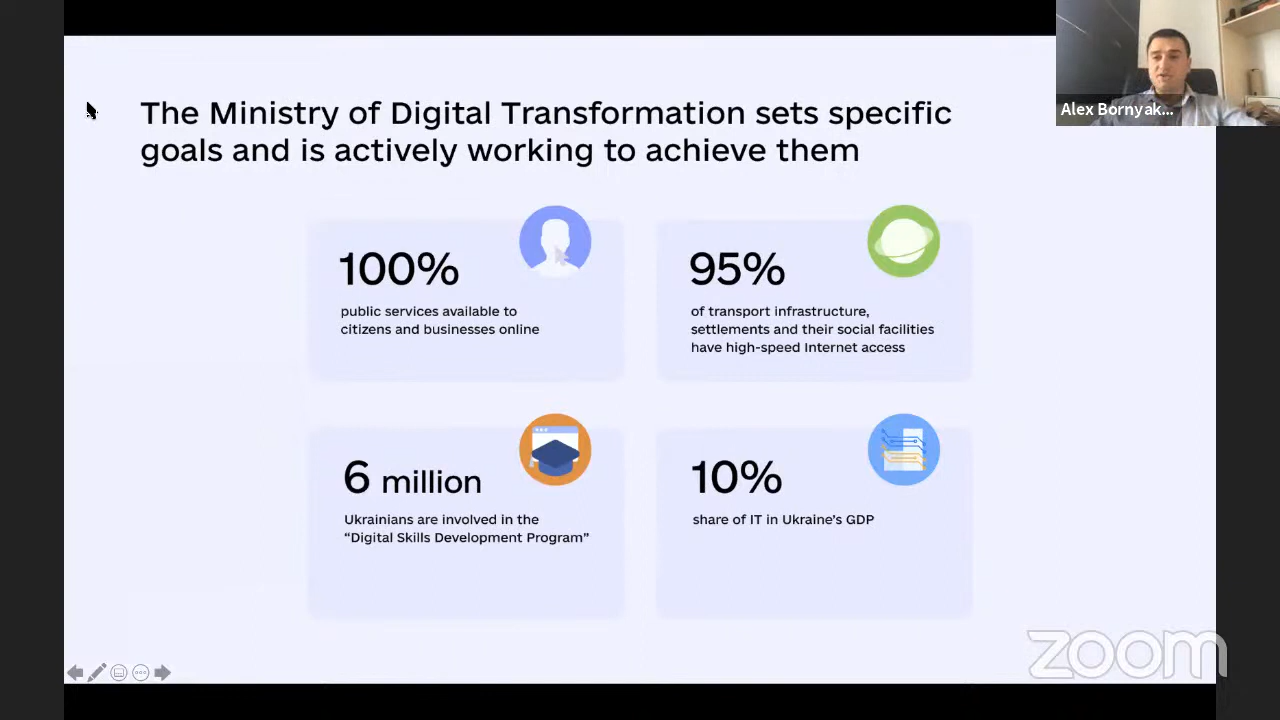 The Ministry of Digital Transformation sets specific
goals and is actively working to achieve them
Alex Bornyak...
100%
public services available to
citizens and businesses online
95%
of transport infrastructure,
settlements and their social facilities
have high-speed Internet access
6 million
Ukrainians are involved in the
“Digital Skills Development Program”
10%
share of IT in Ukraine’s GDP
zoom